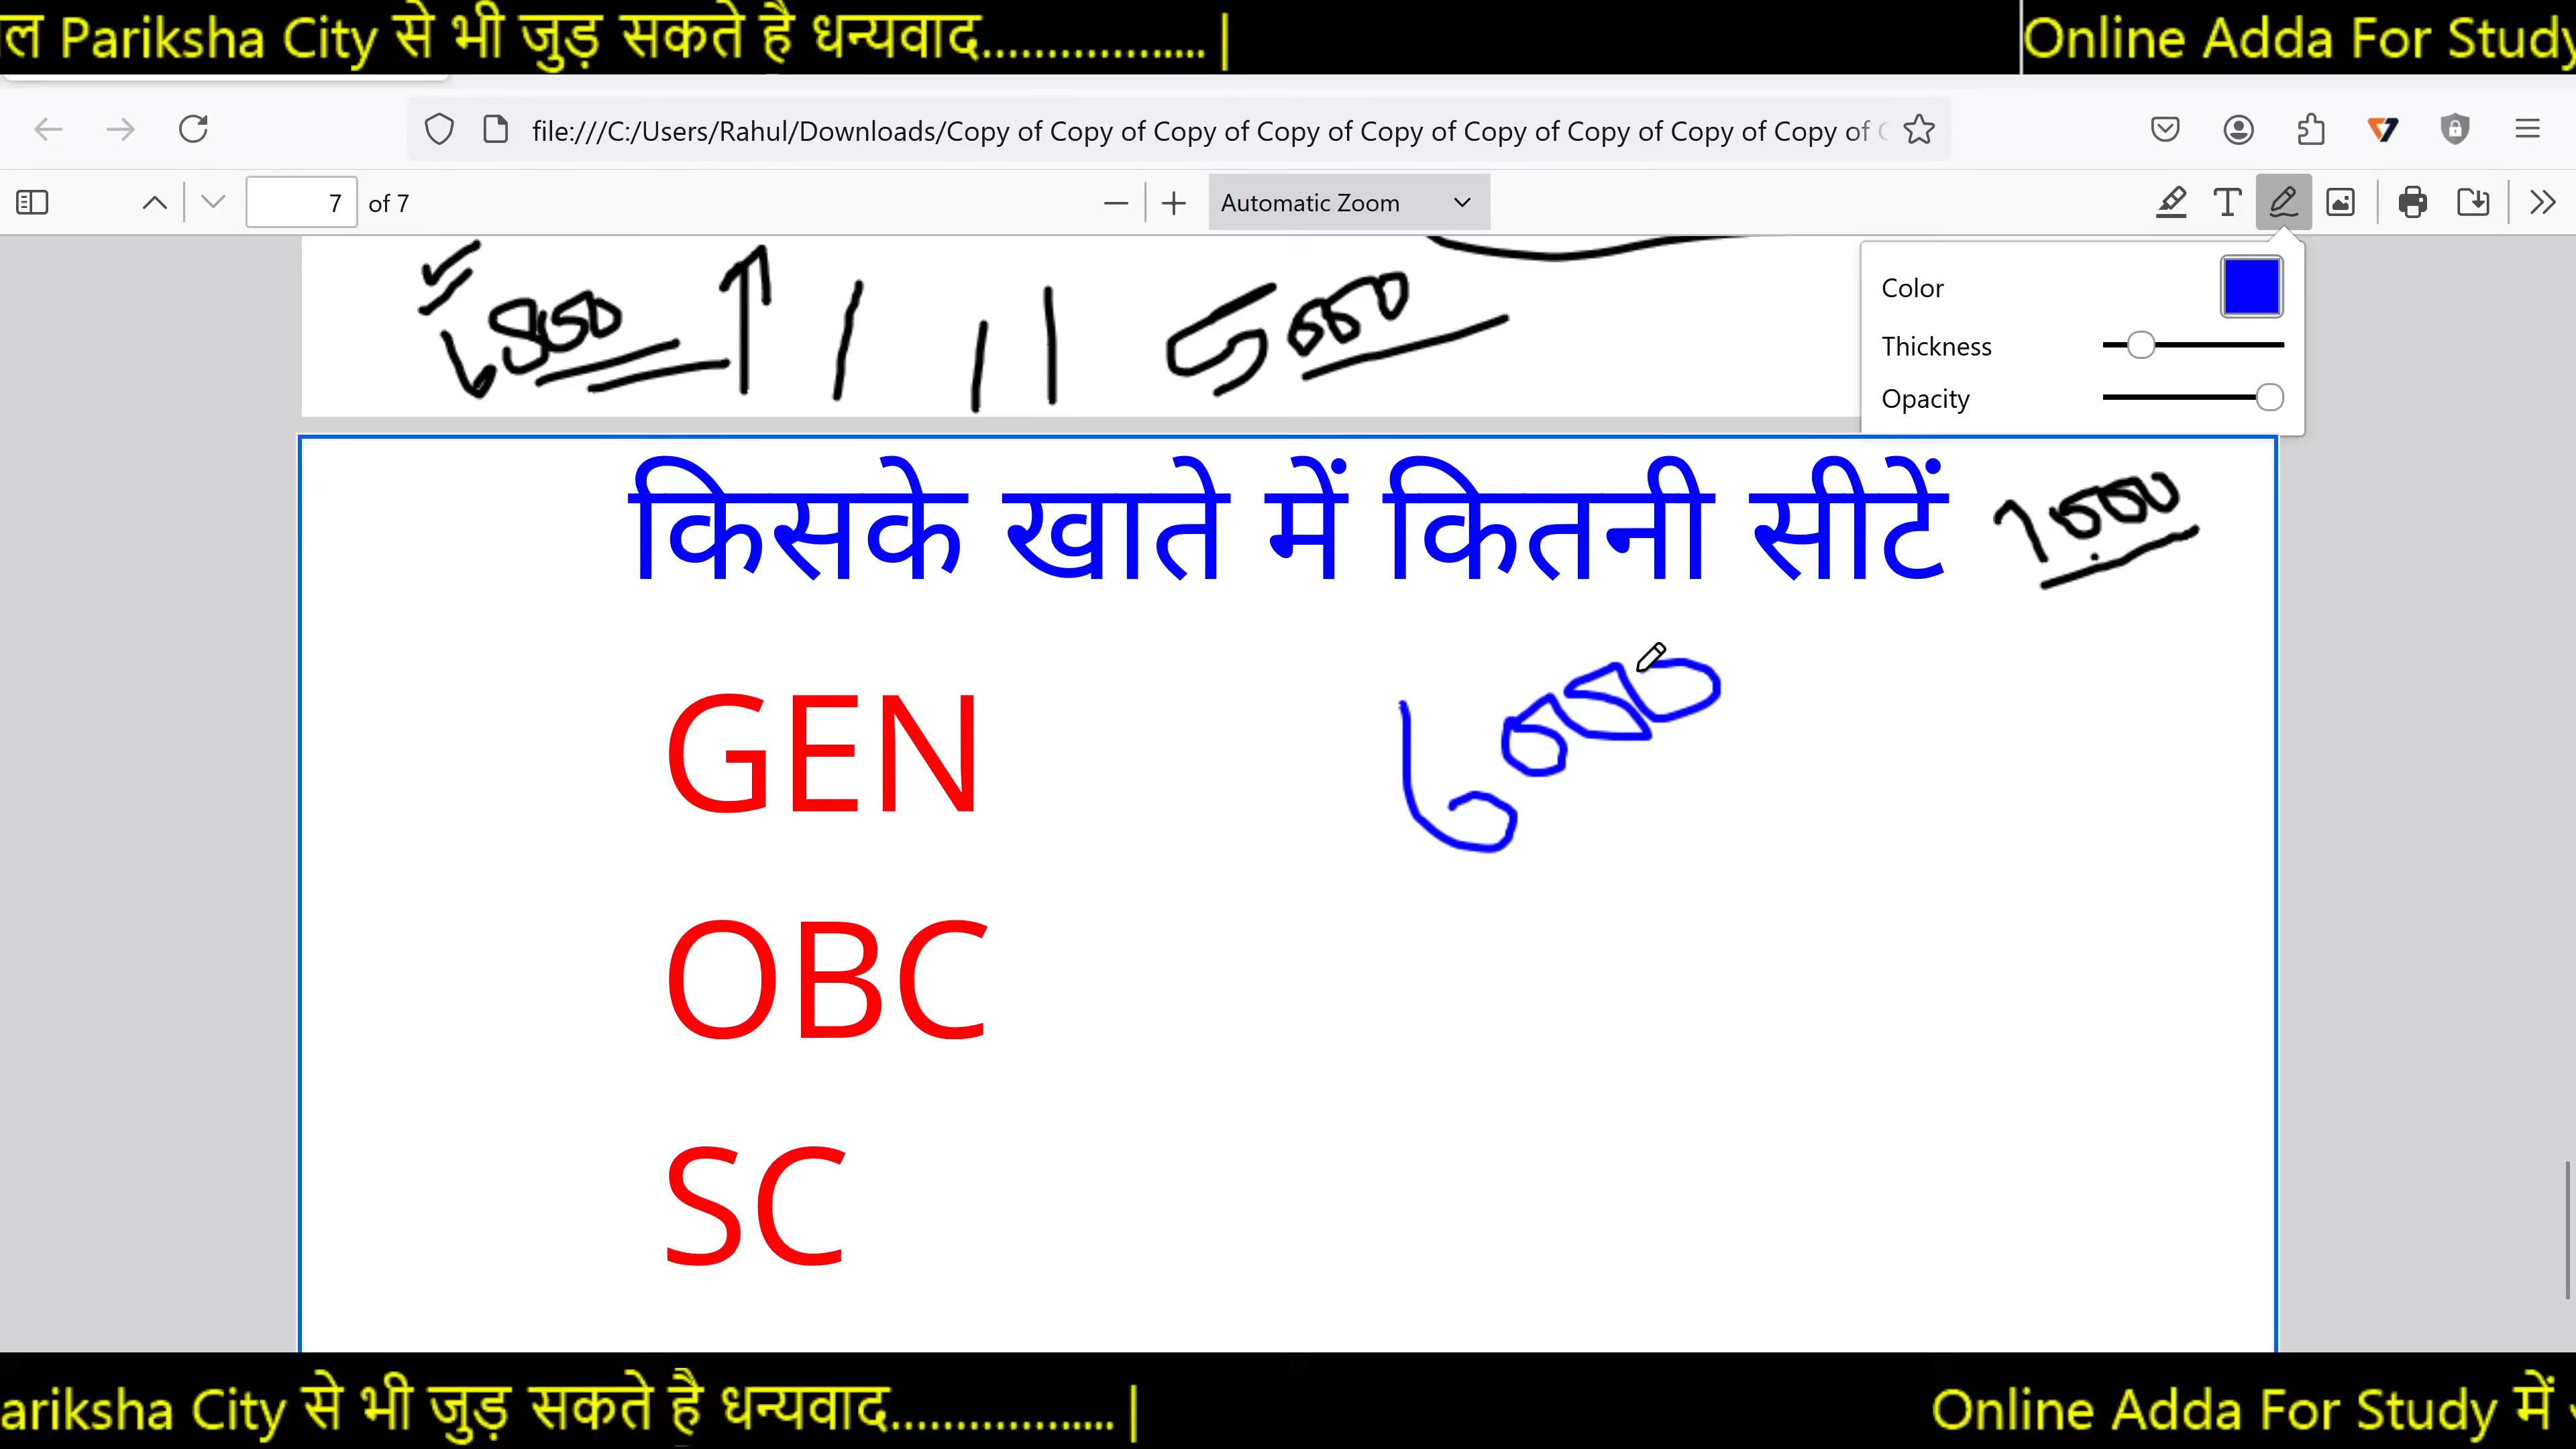 ल Pariksha City से भी जुड़ सकते है धन्यवाद................. | Online Adda For Study
file:///C:/Users/Rahul/Downloads/Copy of Copy of Copy of Copy of Copy of Copy of Copy of Copy of Copy of
7 of 7
Automatic Zoom
Color
Thickness
Opacity
5000
किसके खाते में कितनी सीटें
GEN 6000
OBC
SC
ariksha City से भी जुड़ सकते है धन्यवाद................. | Online Adda For Study में